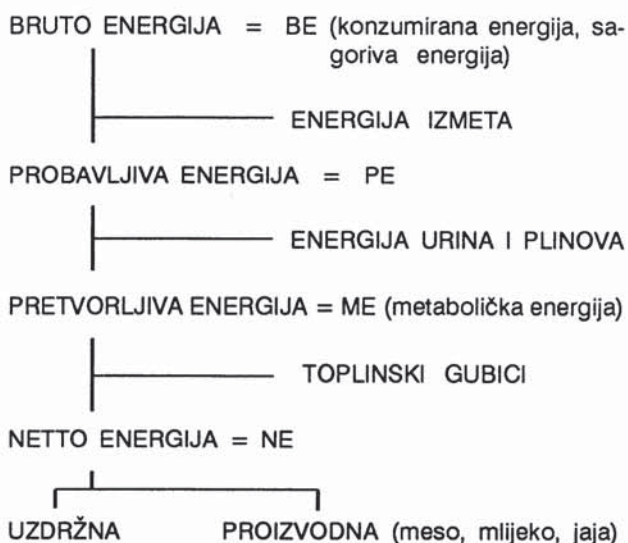 BRUTO ENERGIJA = BE (konzumirana energija, sa-
goriva energija)
ENERGIJA IZMETA
PROBAVLJIVA ENERGIJA = PE
ENERGIJA URINA I PLINOVA
PRETVORLJIVA ENERGIJA = ME (metabolička energija)
TOPLINSKI GUBICI
NETTO ENERGIJA = NE
UZDRŽNA PROIZVODNA (meso, mlijeko, jaja)